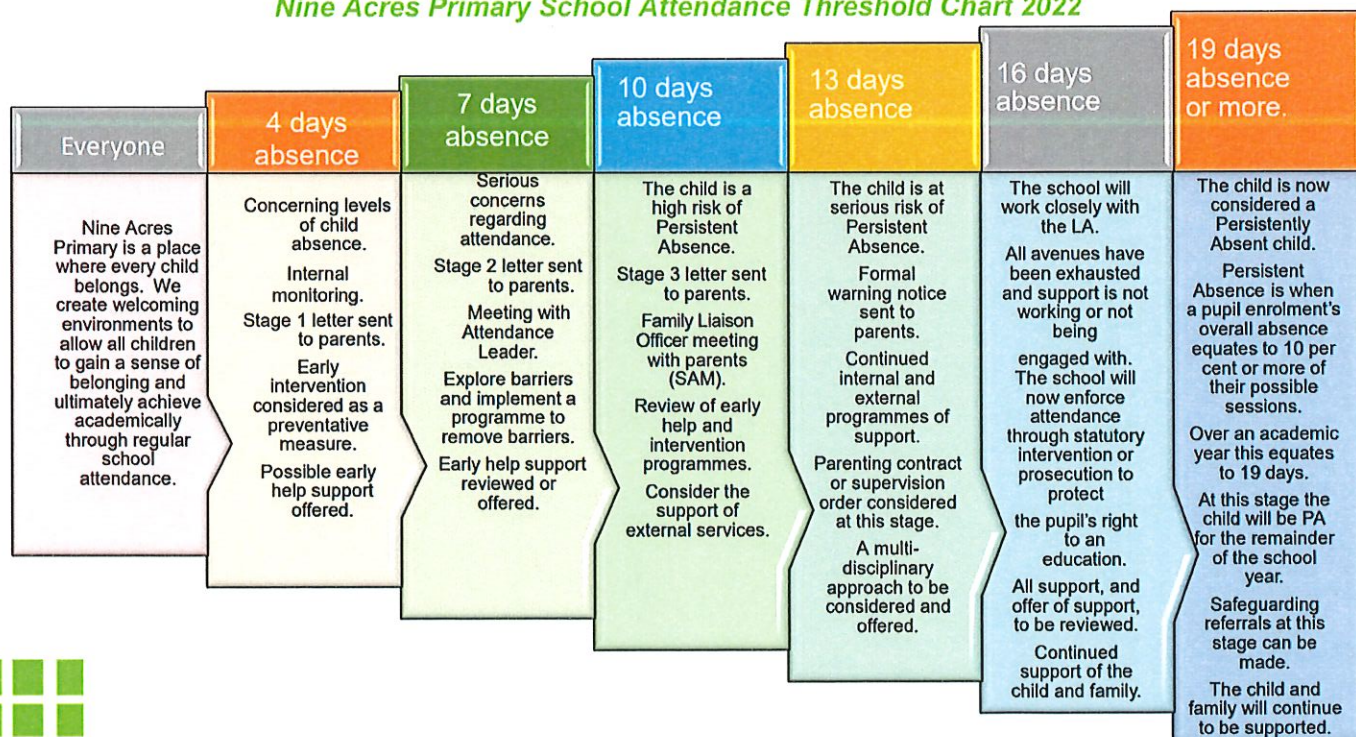 Nine Acres Primary School Attendance Threshold Chart 2022
Everyone
Nine Acres
Primary is a place
where every child
belongs. We
create welcoming
environments to
allow all children
to gain a sense of
belonging and
ultimately achieve
academically
through regular
school
attendance.
4 days
absence
Concerning levels
of child
absence.
Internal
monitoring.
Stage 1 letter sent
to parents.
Early
intervention
considered as a
preventative
measure.
Possible early
help support
offered.
7 days
absence
Serious
concerns
regarding
attendance.
Stage 2 letter sent
to parents.
Meeting with
Attendance
Leader.
Explore barriers
and implement a
programme to
remove barriers.
Early help support
reviewed or
offered.
10 days
absence
The child is a
high risk of
Persistent
Absence.
Stage 3 letter sent
to parents.
Family Liaison
Officer meeting
with parents
(SAM).
Review of early
help and
intervention
programmes.
Consider the
support of
external services.
13 days
absence
The child is at
serious risk of
Persistent
Absence.
Formal
warning notice
sent to
parents.
Continued
internal and
external
programmes of
support.
Parenting contract
or supervision
order considered
at this stage.
A multi-
disciplinary
approach to be
considered and
offered.
16 days
absence
The school will
work closely with
the LA.
All avenues have
been exhausted
and support is not
working or not
being
engaged with.
The school will
now enforce
attendance
through statutory
intervention or
prosecution to
protect
the pupil's right
to an
education.
All support, and
offer of support,
to be reviewed.
Continued
support of the
child and family.
19 days
absence
or more.
The child is now
considered a
Persistently
Absent child.
Persistent
Absence is when
a pupil enrolment's
overall absence
equates to 10 per
cent or more of
their possible
sessions.
Over an academic
year this equates
to 19 days.
At this stage the
child will be PA
for the remainder
of the school
year.
Safeguarding
referrals at this
stage can be
made.
The child and
family will continue
to be supported.